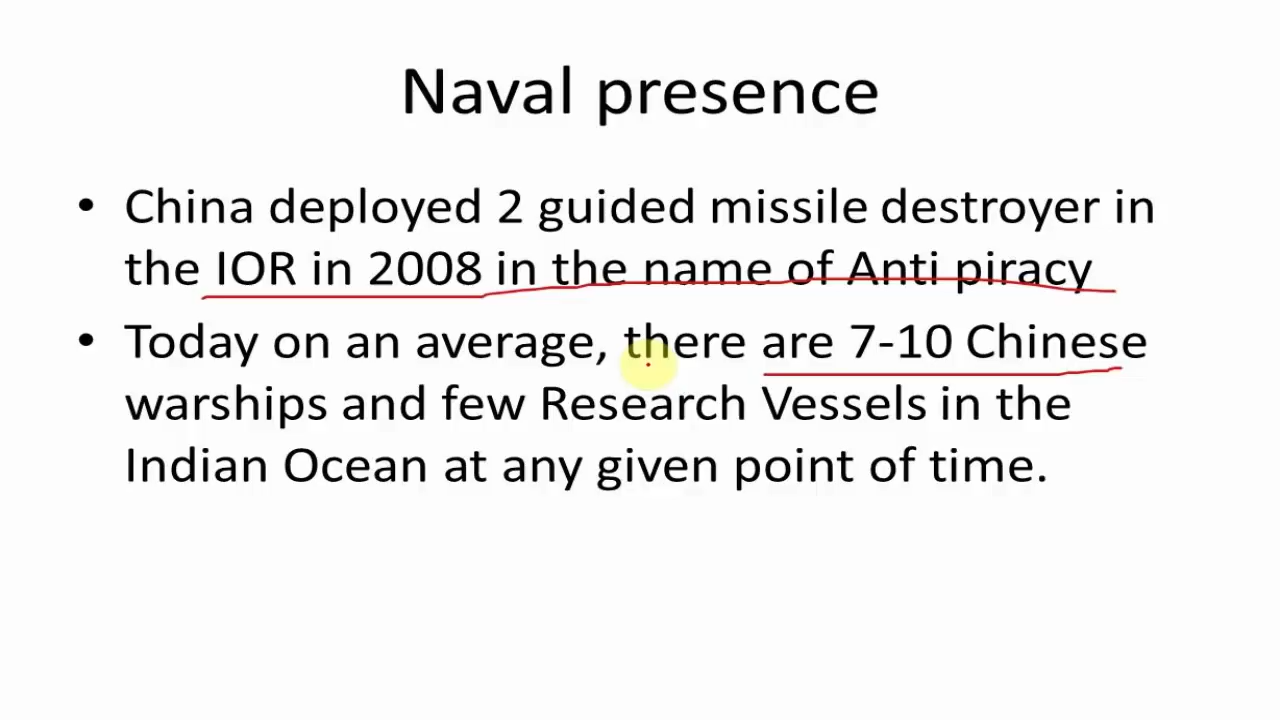 Naval presence
• China deployed 2 guided missile destroyer in
the IOR in 2008 in the name of Anti piracy
• Today on an average, there are 7-10 Chinese
warships and few Research Vessels in the
Indian Ocean at any given point of time.